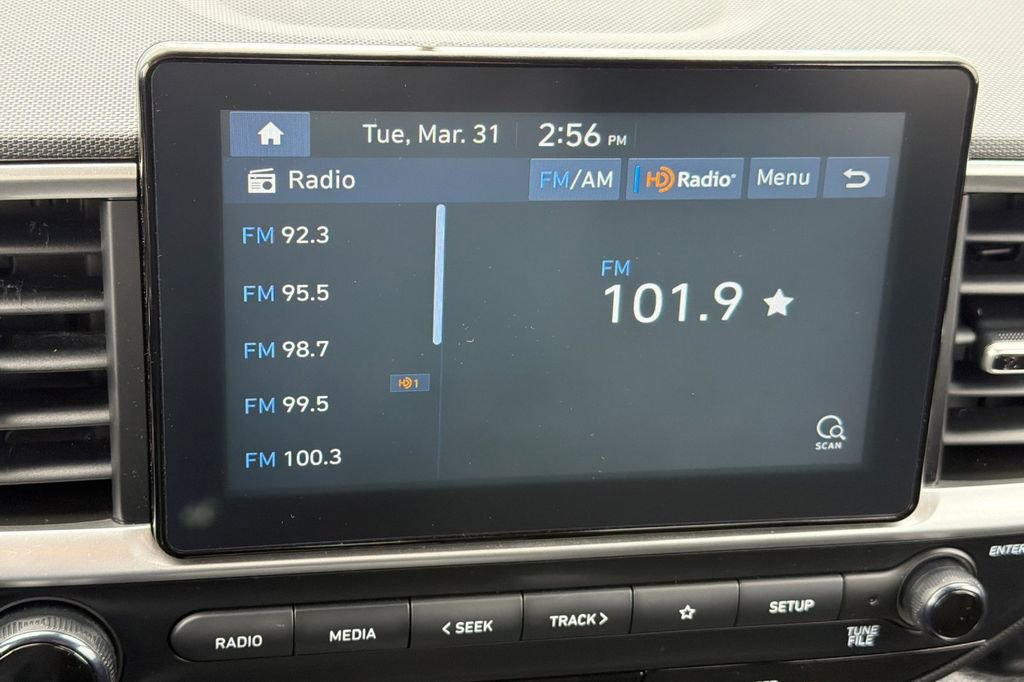 Tue, Mar. 31 2:56 PM
Radio FM/AM HD Radio Menu
FM 92.3
FM 95.5
FM 98.7
HD 1
FM 99.5
FM 100.3
FM
101.9
SCAN
ENTER
RADIO MEDIA < SEEK TRACK > SETUP
TUNE
FILE